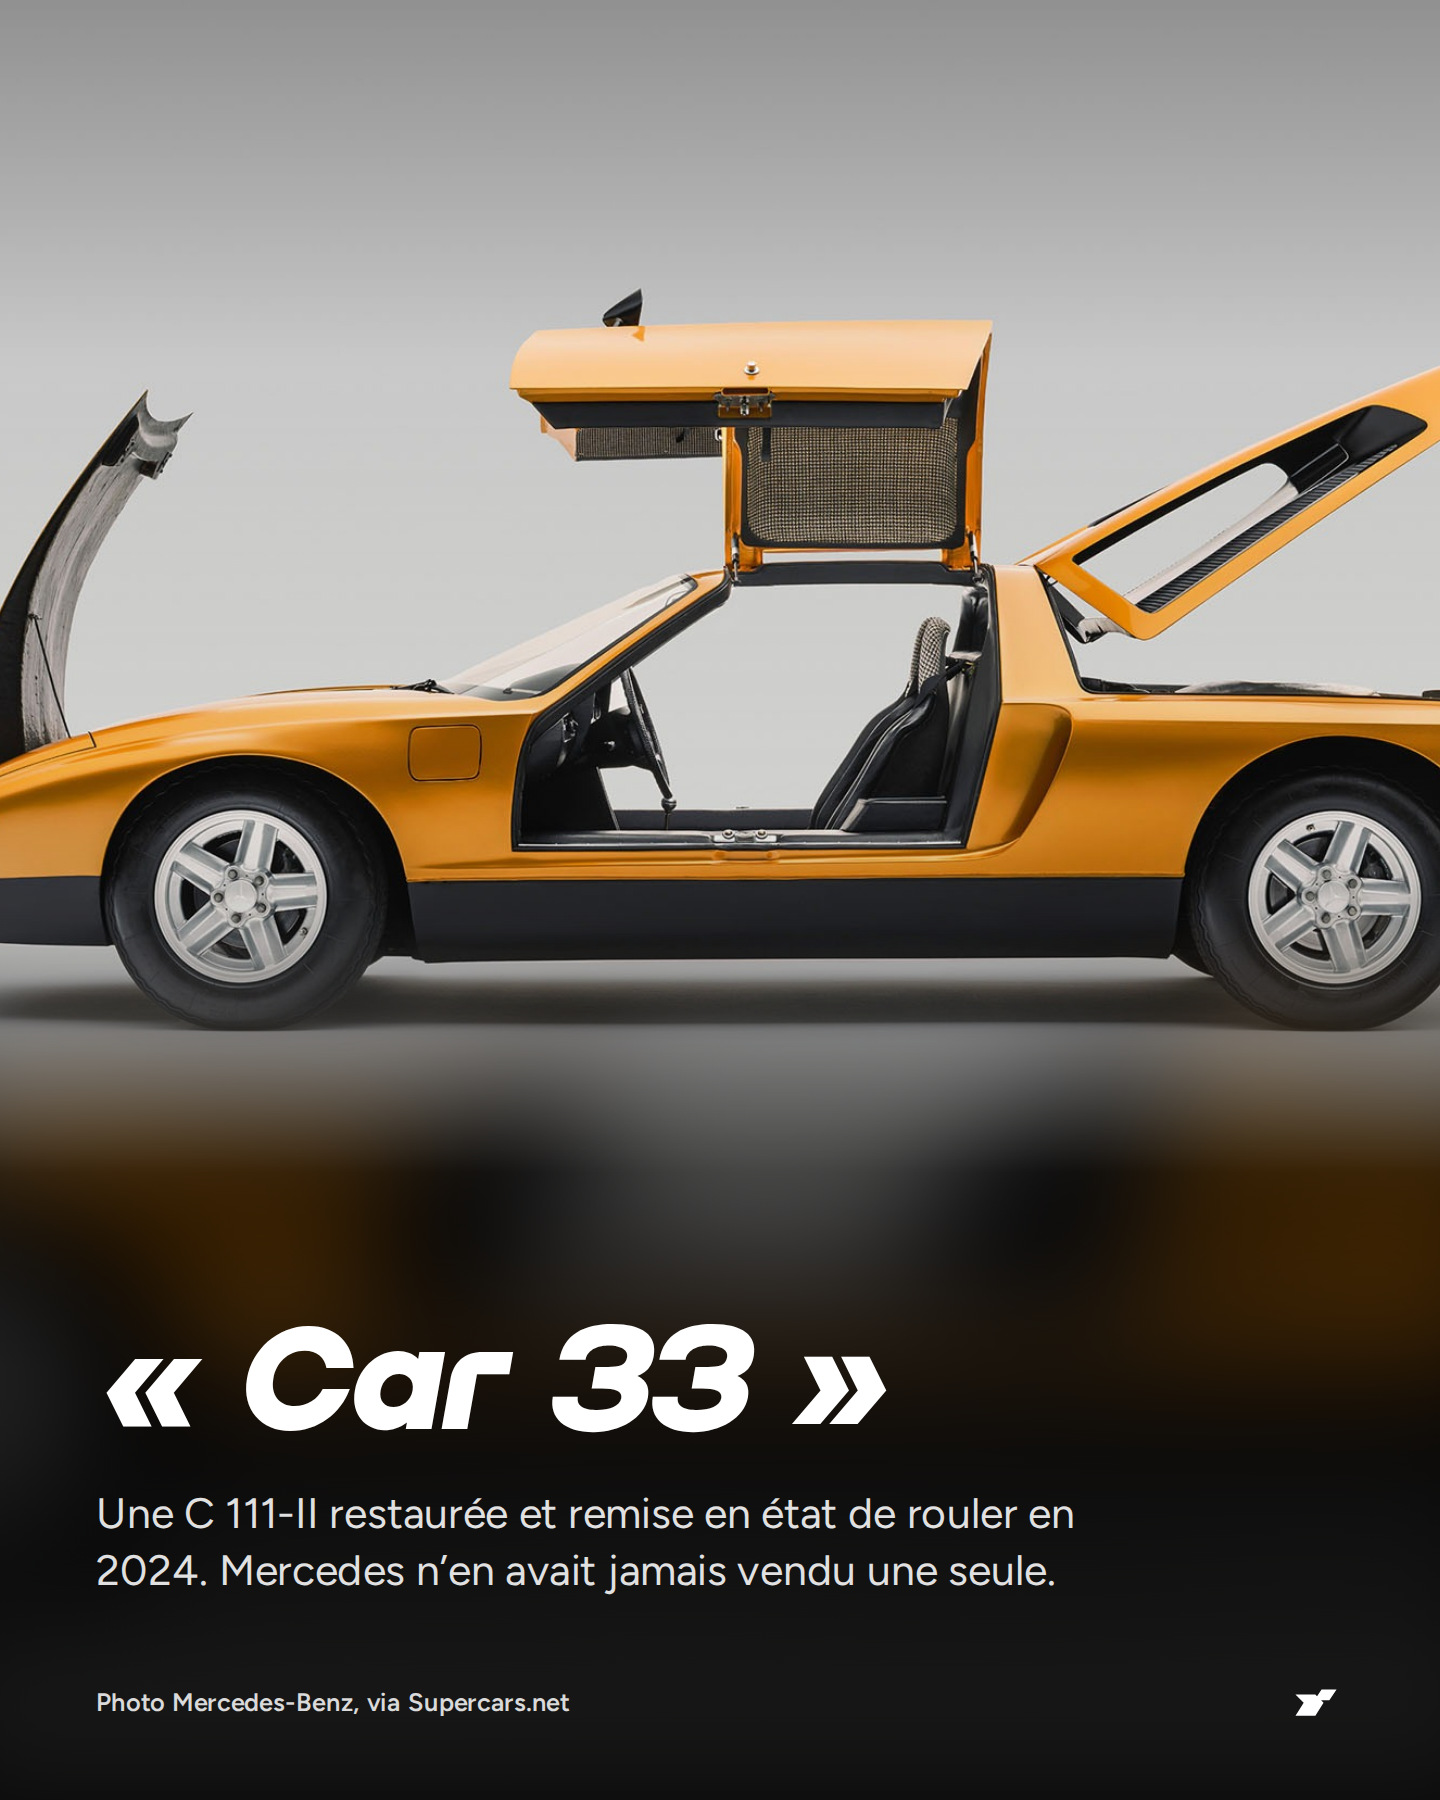 « Car 33 »
Une C 111-II restaurée et remise en état de rouler en
2024. Mercedes n’en avait jamais vendu une seule.
Photo Mercedes-Benz, via Supercars.net